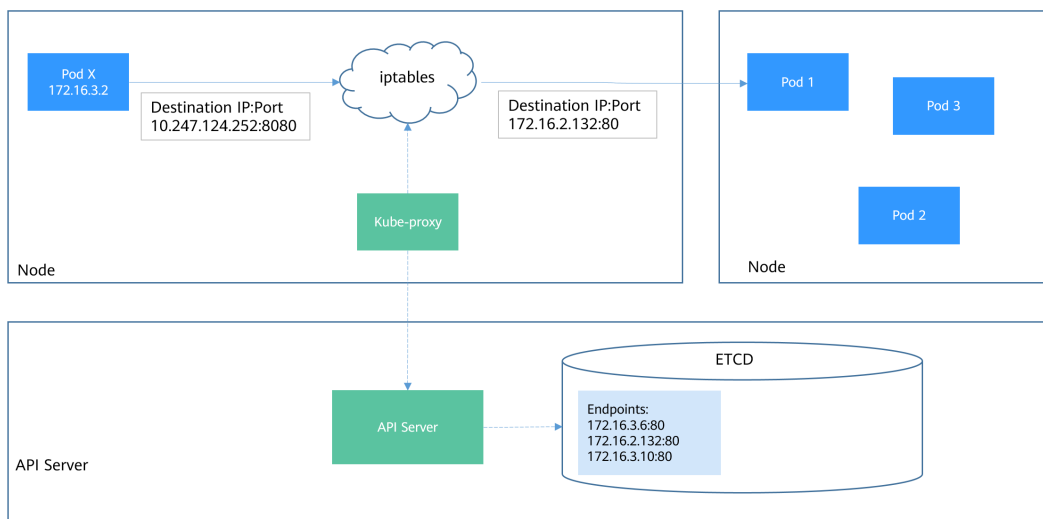 Pod X
172.16.3.2
iptables
Destination IP:Port
10.247.124.252:8080
Destination IP:Port
172.16.2.132:80
Kube-proxy
Node
Pod 1
Pod 3
Pod 2
Node
ETCD
API Server
Endpoints:
172.16.3.6:80
172.16.2.132:80
172.16.3.10:80
API Server